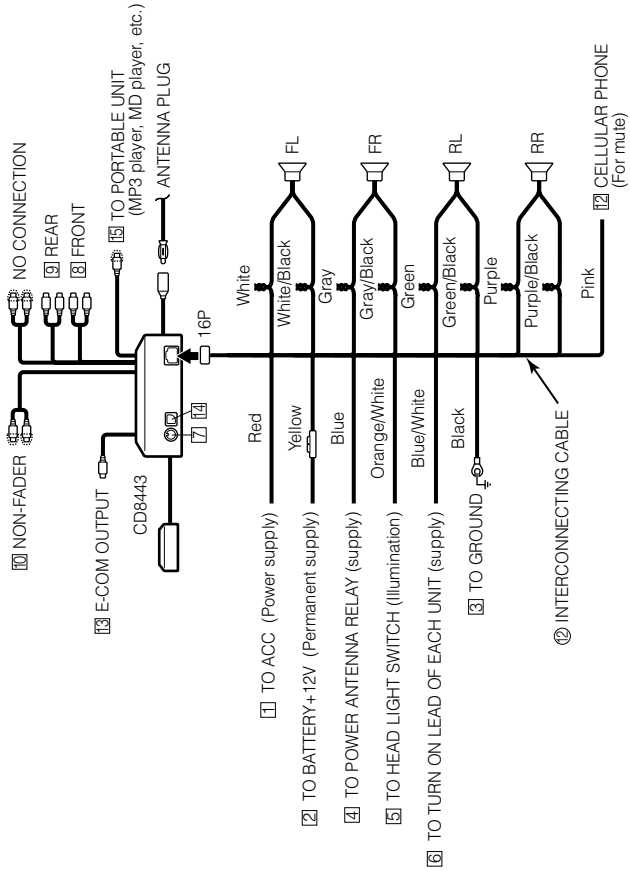 10 NON-FADER
NO CONNECTION
9 REAR
8 FRONT
15 TO PORTABLE UNIT
(MP3 player, MD player, etc.)
ANTENNA PLUG
13 E-COM OUTPUT
CD8443
7
14
16P
1 TO ACC (Power supply)
Red
White
White/Black
FL
2 TO BATTERY+12V (Permanent supply)
Yellow
Gray
4 TO POWER ANTENNA RELAY (supply)
Blue
Gray/Black
FR
5 TO HEAD LIGHT SWITCH (Illumination)
Orange/White
Green
6 TO TURN ON LEAD OF EACH UNIT (supply)
Blue/White
Green/Black
RL
3 TO GROUND
Black
Purple
Purple/Black
RR
⑫ INTERCONNECTING CABLE
Pink
12 CELLULAR PHONE
(For mute)